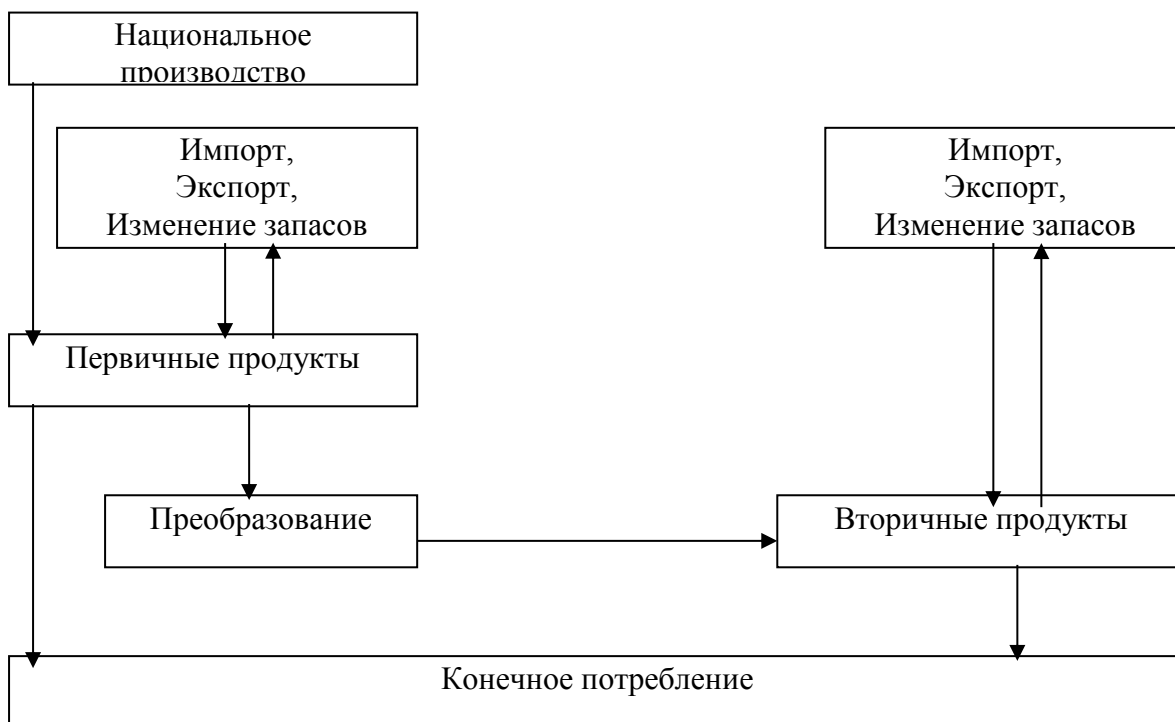 Национальное
производство
Импорт,
Экспорт,
Изменение запасов
Импорт,
Экспорт,
Изменение запасов
Первичные продукты
Преобразование
Вторичные продукты
Конечное потребление